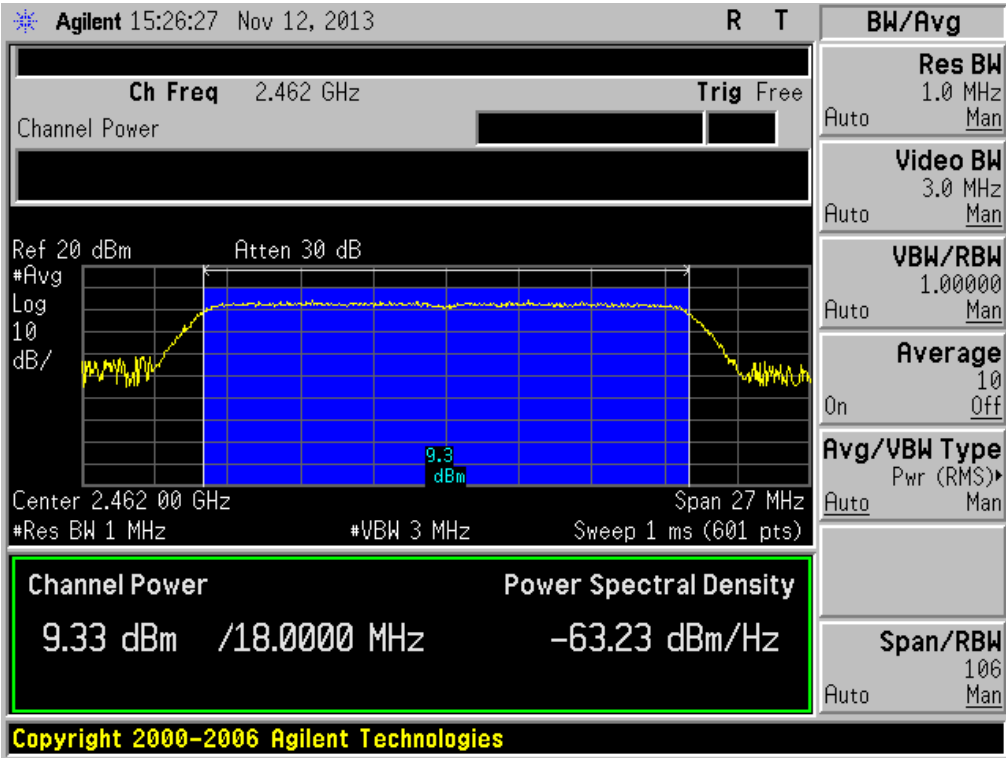 Agilent 15:26:27 Nov 12, 2013 R T
Ch Freq 2.462 GHz Trig Free
Channel Power
Ref 20 dBm Atten 30 dB
#Avg
Log
10
dB/
9.3
dBm
Center 2.462 00 GHz Span 27 MHz
#Res BW 1 MHz #VBW 3 MHz Sweep 1 ms (601 pts)
Channel Power Power Spectral Density
9.33 dBm /18.0000 MHz -63.23 dBm/Hz
BW/Avg
Res BW
1.0 MHz
Auto Man
Video BW
3.0 MHz
Auto Man
VBW/RBW
1.00000
Auto Man
Average
10
On Off
Avg/VBW Type
Pwr (RMS)▸
Auto Man
Span/RBW
106
Auto Man
Copyright 2000-2006 Agilent Technologies